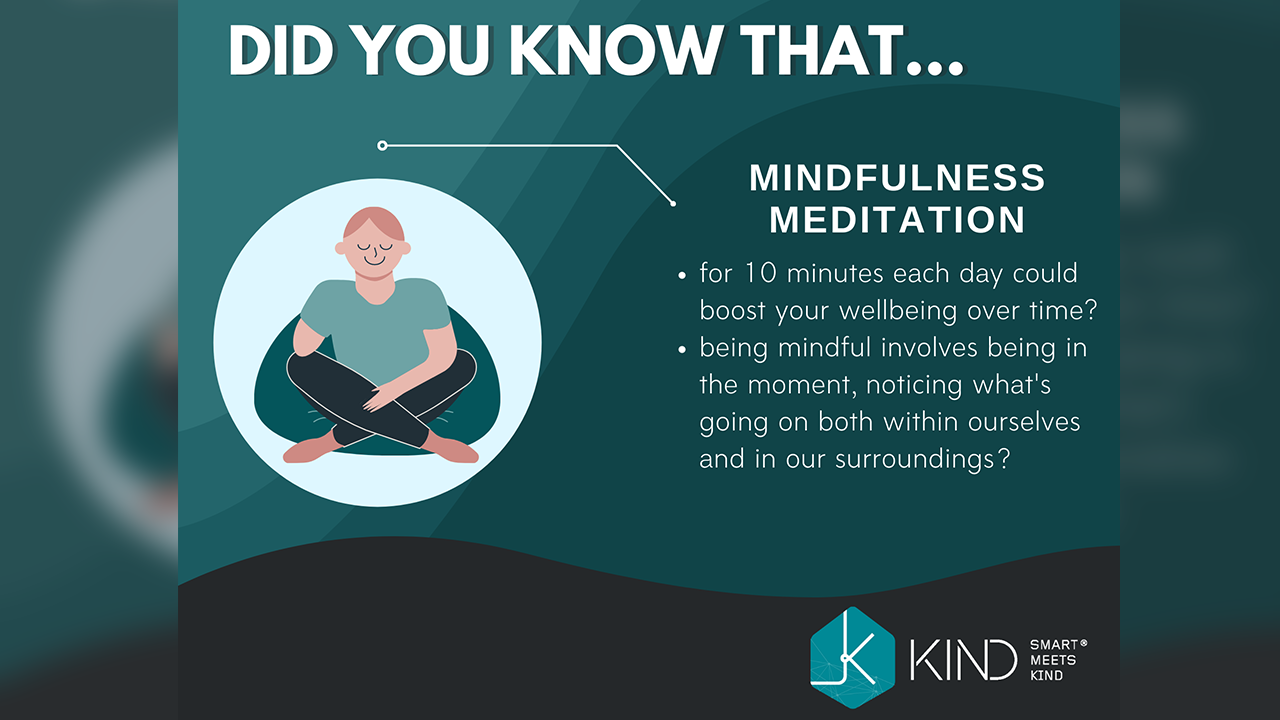 DID YOU KNOW THAT...
MINDFULNESS
MEDITATION
• for 10 minutes each day could
boost your wellbeing over time?
• being mindful involves being in
the moment, noticing what's
going on both within ourselves
and in our surroundings?
KIND
SMART®
MEETS
KIND